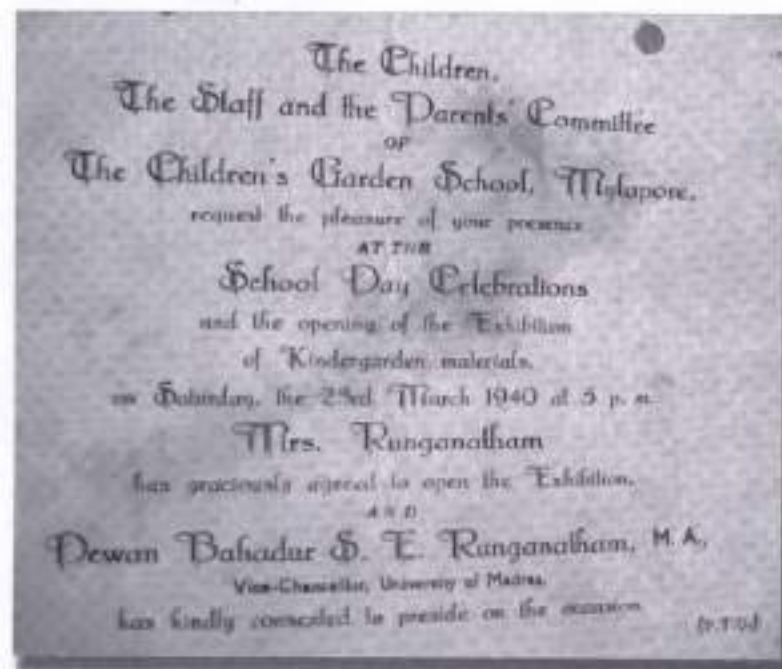 The Children,
The Staff and the Parents' Committee
OF
The Children's Garden School, Mylapore,
request the pleasure of your presence
AT THE
School Day Celebrations
and the opening of the Exhibition
of Kindergarden materials,
on Saturday, the 23rd March 1940 at 5 p. m.
Mrs. Runganatham
has graciously agreed to open the Exhibition,
AND
Dewan Bahadur S. E. Runganatham, M. A.,
Vice-Chancellor, University of Madras,
has kindly consented to preside on the occasion
(P.T.O.)